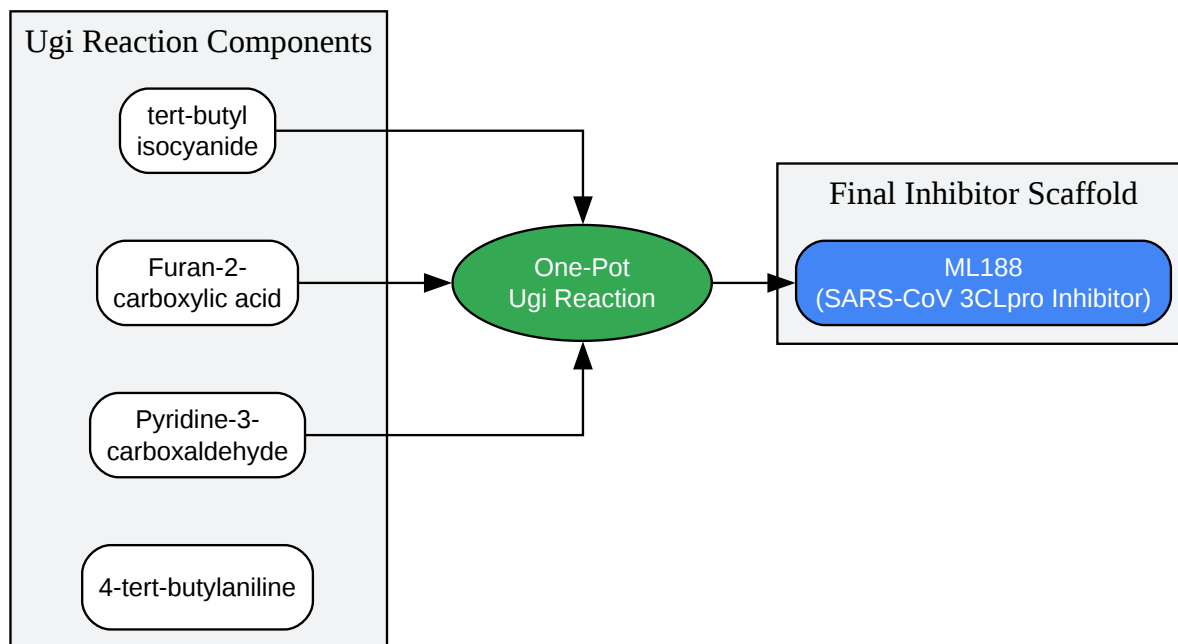 Ugi Reaction Components
tert-butyl
isocyanide
Furan-2-
carboxylic acid
Pyridine-3-
carboxaldehyde
4-tert-butylaniline
One-Pot
Ugi Reaction
Final Inhibitor Scaffold
ML188
(SARS-CoV 3CLpro Inhibitor)